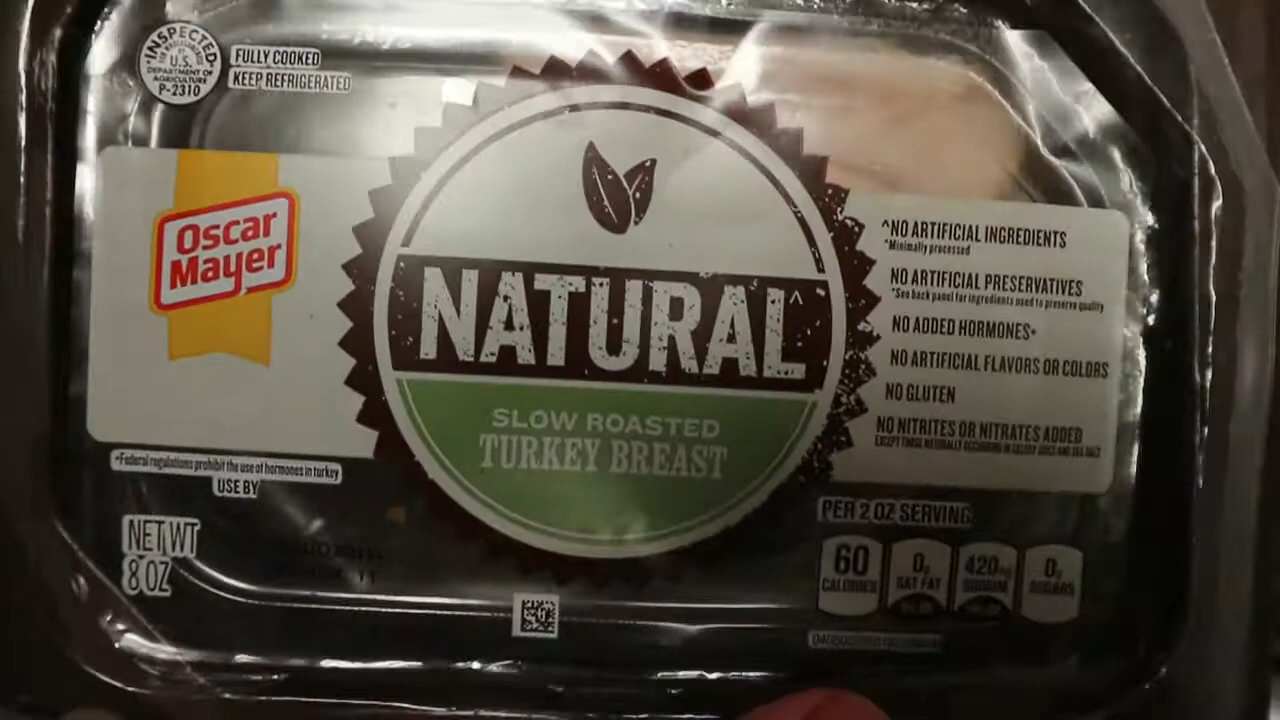 INSPECTED
U.S.
DEPARTMENT OF
AGRICULTURE
P-2310
FULLY COOKED
KEEP REFRIGERATED
Oscar
Mayer
NATURAL^
SLOW ROASTED
TURKEY BREAST
^NO ARTIFICIAL INGREDIENTS
*Minimally processed
NO ARTIFICIAL PRESERVATIVES
*See back panel for ingredients used to preserve quality
NO ADDED HORMONES*
NO ARTIFICIAL FLAVORS OR COLORS
NO GLUTEN
NO NITRITES OR NITRATES ADDED
EXCEPT THOSE NATURALLY OCCURRING IN CELERY JUICE AND SEA SALT
*Federal regulations prohibit the use of hormones in turkey
USE BY
NET WT
8 OZ
PER 2 OZ SERVING
60
CALORIES
0g
SAT FAT
420mg
SODIUM
0g
SUGARS